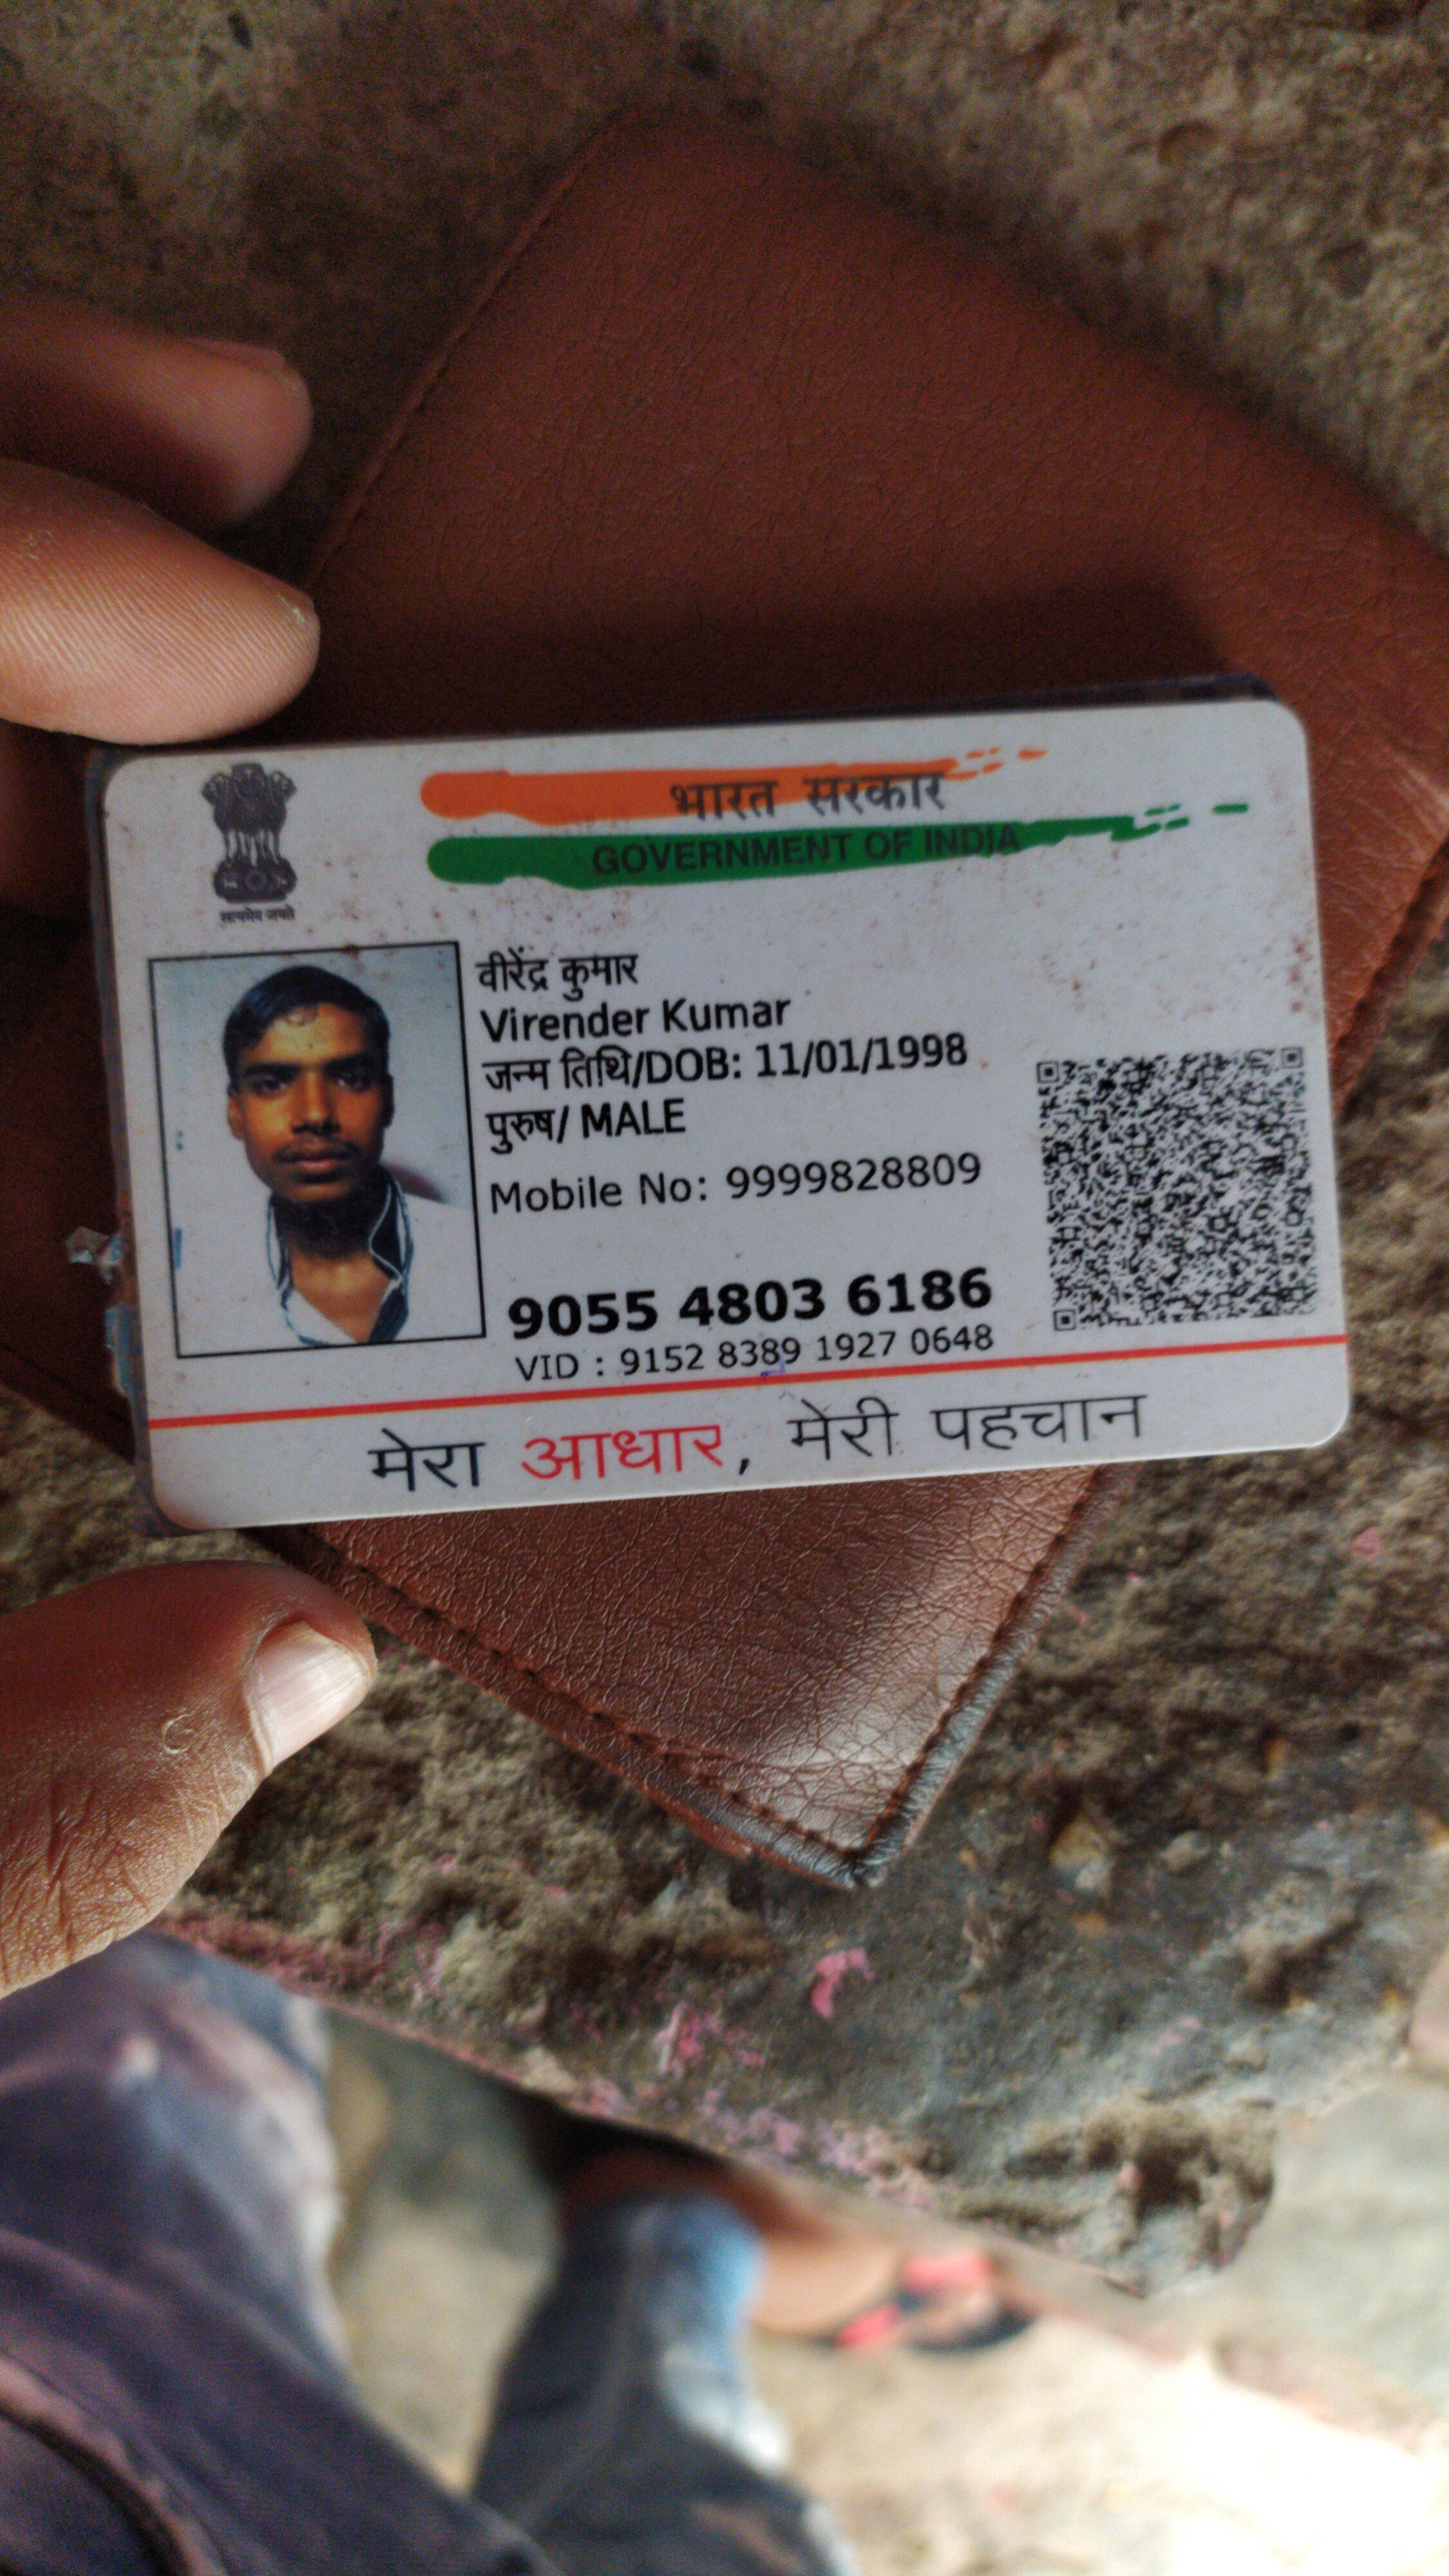 सत्यमेव जयते
भारत सरकार
GOVERNMENT OF INDIA
वीरेंद्र कुमार
Virender Kumar
जन्म तिथि/DOB: 11/01/1998
पुरुष/ MALE
Mobile No: 9999828809
9055 4803 6186
VID : 9152 8389 1927 0648
मेरा आधार, मेरी पहचान